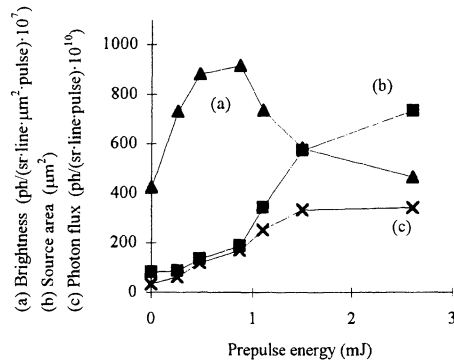 (a) Brightness (ph/(sr·line·μm²·pulse)·10⁷
(b) Source area (μm²)
(c) Photon flux (ph/(sr·line·pulse)·10¹⁰
1000
800
600
400
200
0
(a)
(b)
(c)
0 1 2 3
Prepulse energy (mJ)